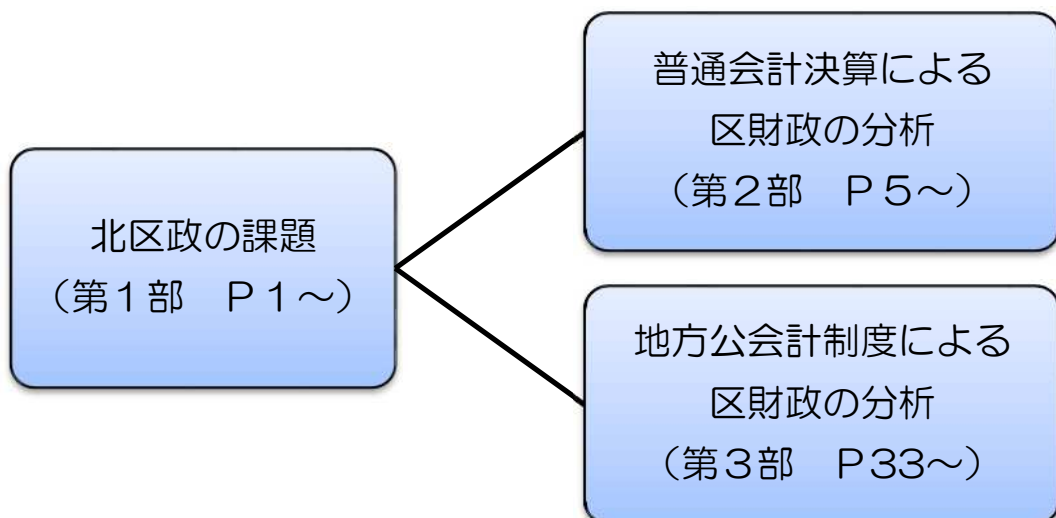 北区政の課題
（第１部　Ｐ１～）
普通会計決算による
区財政の分析
（第２部　Ｐ５～）
地方公会計制度による
区財政の分析
（第３部　Ｐ33～）